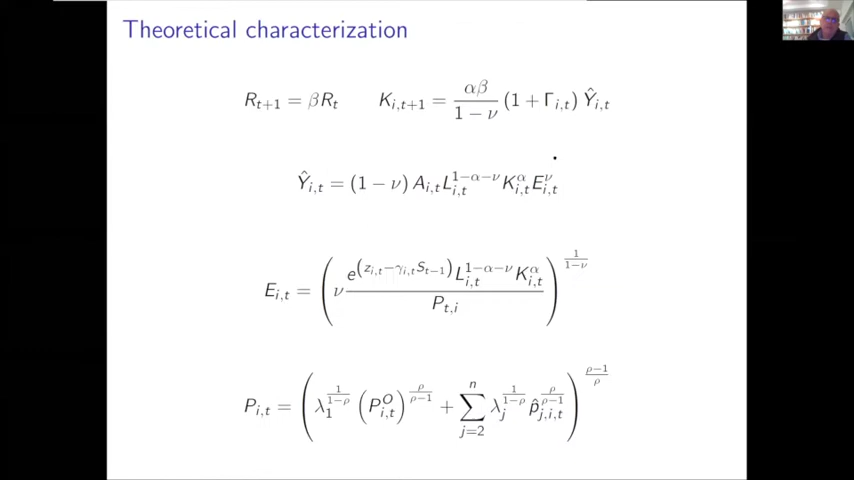 Theoretical characterization
R_{t+1} = βR_t    K_{i,t+1} = \frac{αβ}{1 − ν} (1 + Γ_{i,t}) Ŷ_{i,t}
Ŷ_{i,t} = (1 − ν) A_{i,t} L_{i,t}^{1−α−ν} K_{i,t}^{α} E_{i,t}^{ν}
E_{i,t} = \left( ν \frac{e^{(z_{i,t} − γ_{i,t} S_{t−1})} L_{i,t}^{1−α−ν} K_{i,t}^{α}}{P_{t,i}} \right)^{\frac{1}{1−ν}}
P_{i,t} = \left( λ_1^{\frac{1}{1−ρ}} \left( P_{i,t}^{O} \right)^{\frac{ρ}{ρ−1}} + \sum_{j=2}^{n} λ_j^{\frac{1}{1−ρ}} \hat{p}_{j,i,t}^{\frac{ρ}{ρ−1}} \right)^{\frac{ρ−1}{ρ}}